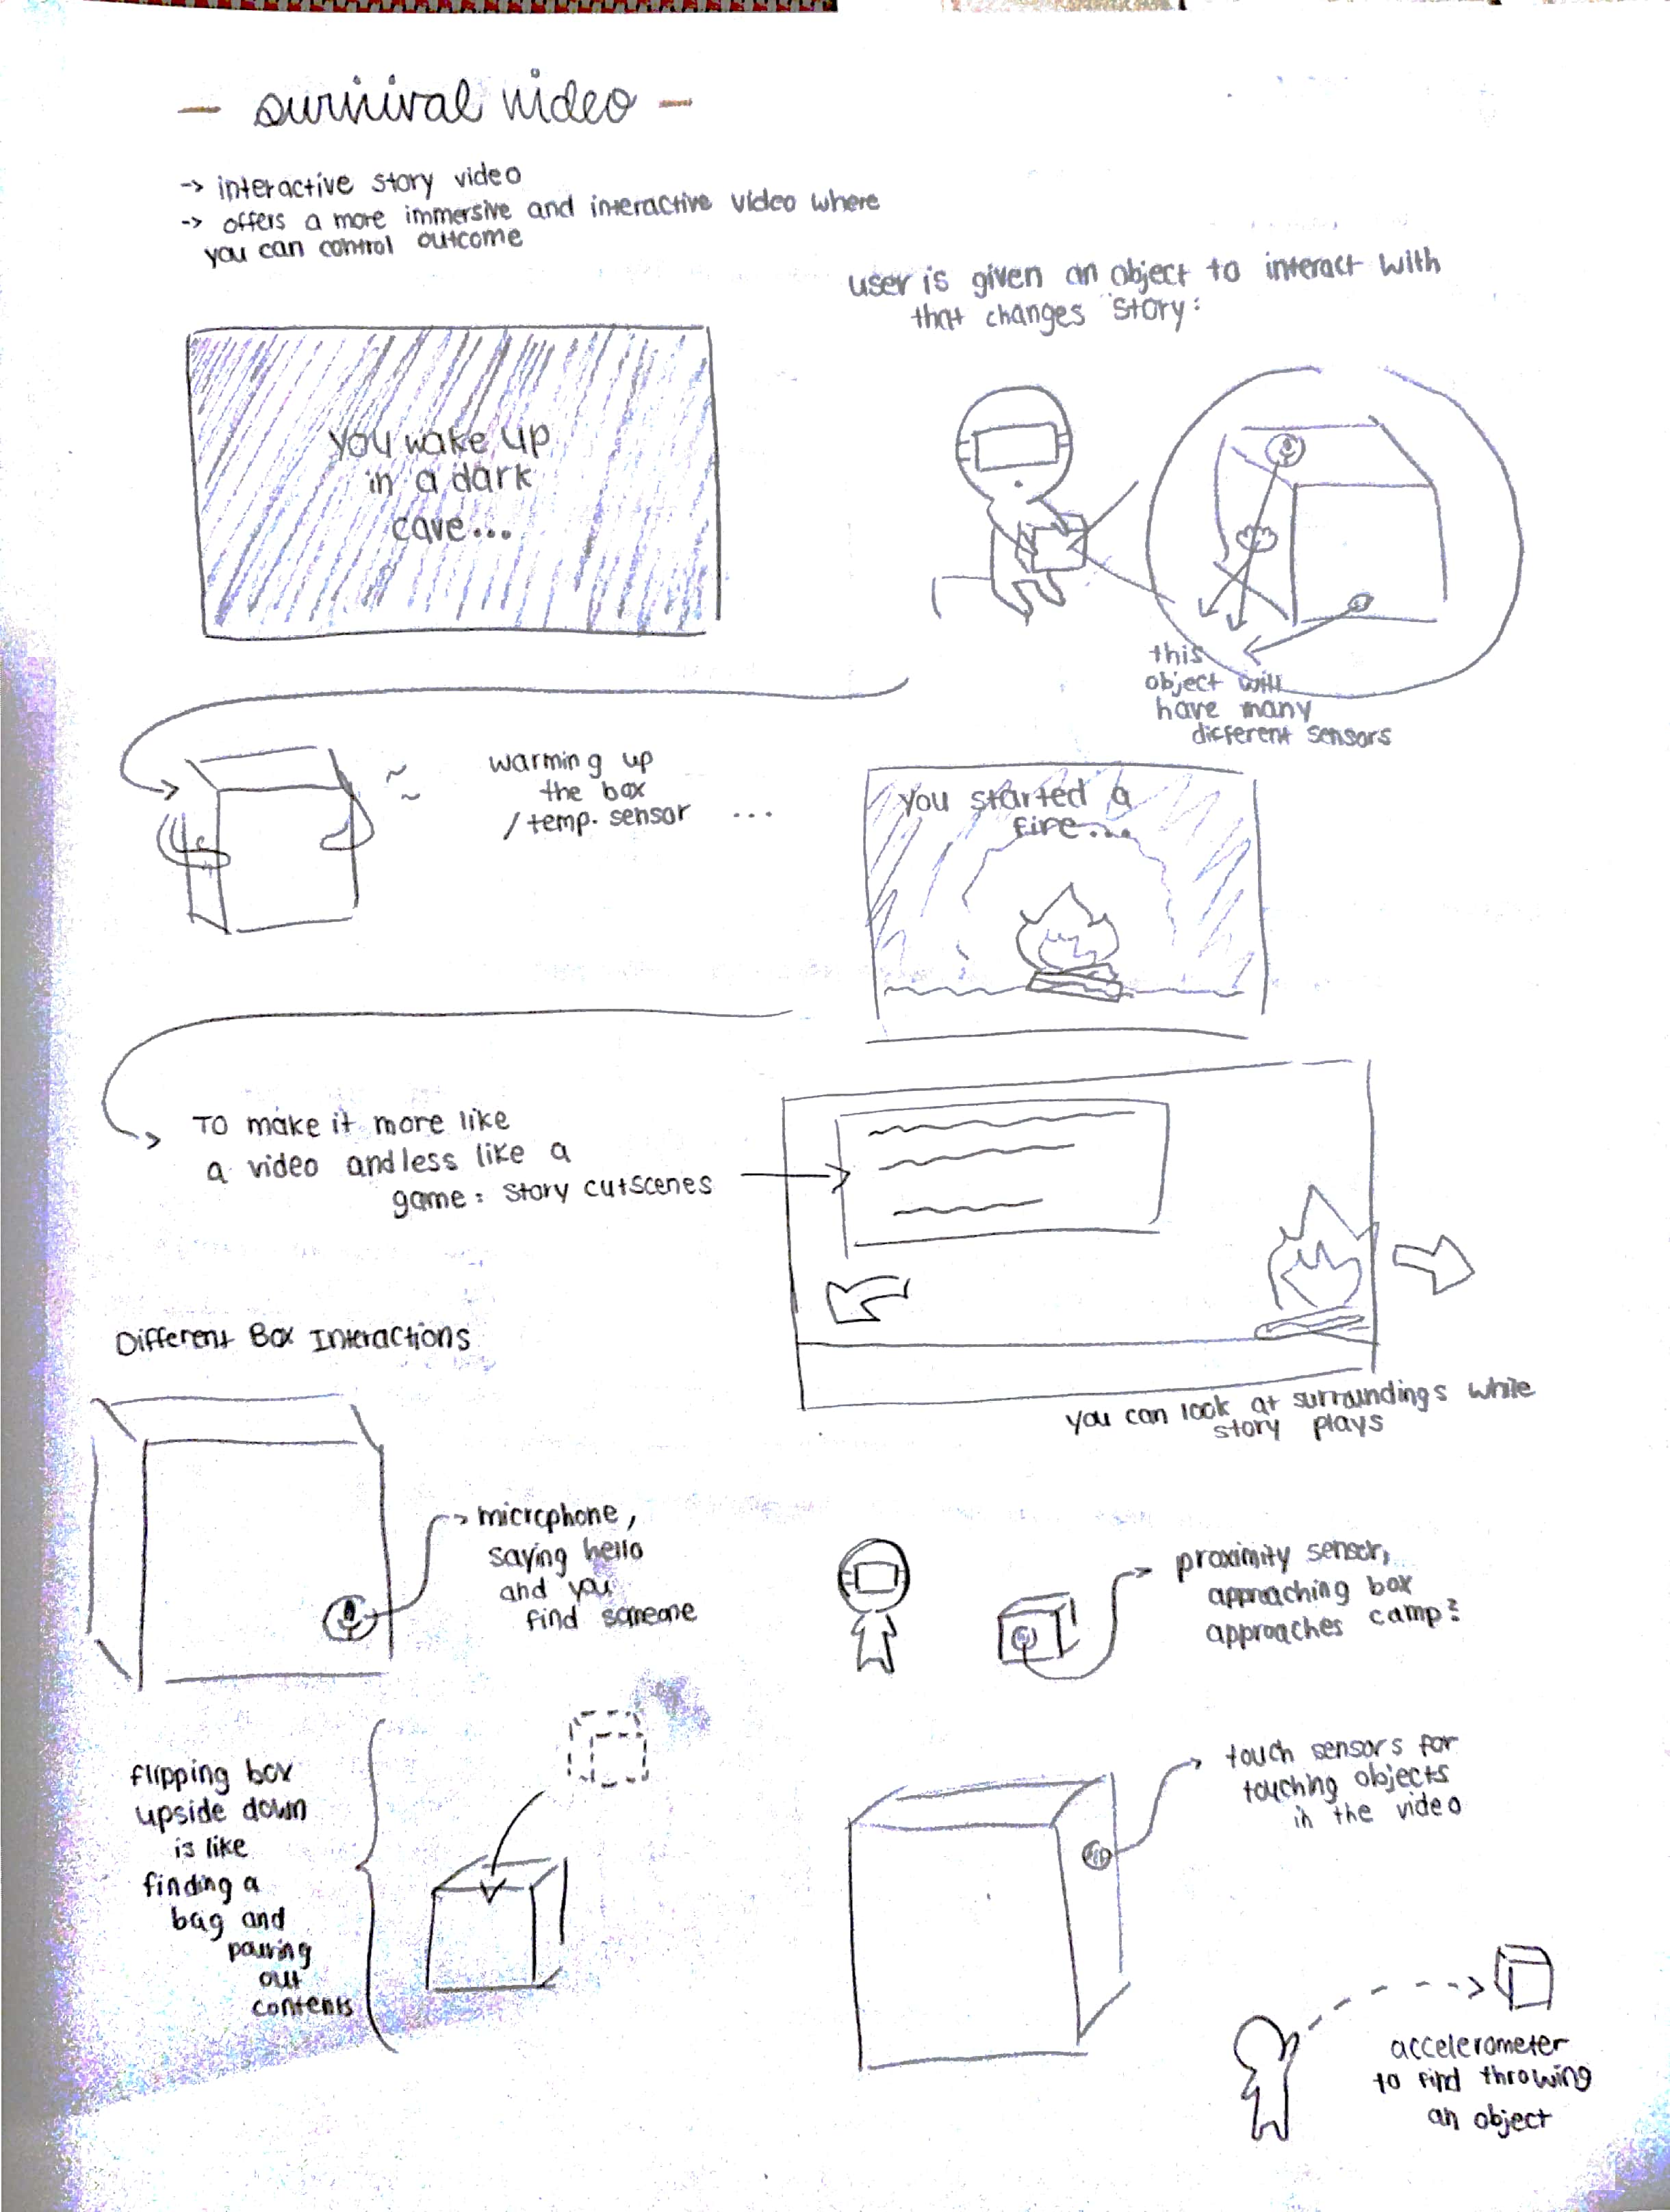 - survival video -
-> interactive story video
-> offers a more immersive and interactive video where
you can control outcome
user is given an object to interact with
that changes story:
you wake up
in a dark
cave...
this
object will
have many
different sensors
warming up
the box
/ temp. sensor ...
you started a
fire...
To make it more like
a video and less like a
game: story cutscenes
you can look at surroundings while
story plays
Different Box Interactions
microphone,
saying hello
and you
find someone
proximity sensor,
approaching box
approaches camp?
flipping box
upside down
is like
finding a
bag and
pouring
out
contents
touch sensors for
touching objects
in the video
accelerometer
to find throwing
an object